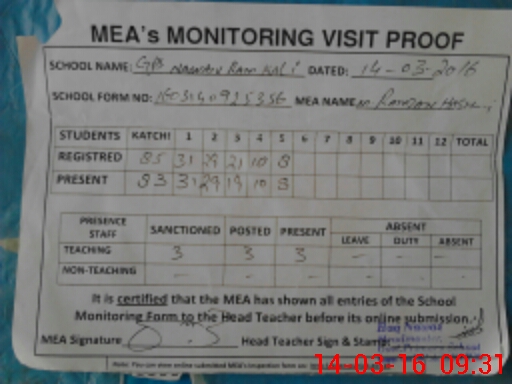 MEA's MONITORING VISIT PROOF
SCHOOL NAME: GPS NAWAN RAM KALI DATED: 14-03-2016
SCHOOL FORM NO: MEA NAME
STUDENTS KATCHI 1 2 3 4 5 6 7 8 9 10 11 12 TOTAL
REGISTRED 85 31 29 21 10 8
PRESENT 83 31 29 19 10 8
PRESENCE STAFF SANCTIONED POSTED PRESENT ABSENT
LEAVE DUTY ABSENT
TEACHING 3 3 3 - - -
NON-TEACHING - - - - - -
It is certified that the MEA has shown all entries of the School
Monitoring Form to the Head Teacher before its online submission.
MEA Signature Head Teacher Sign & Stamp
14-03-16 09:31